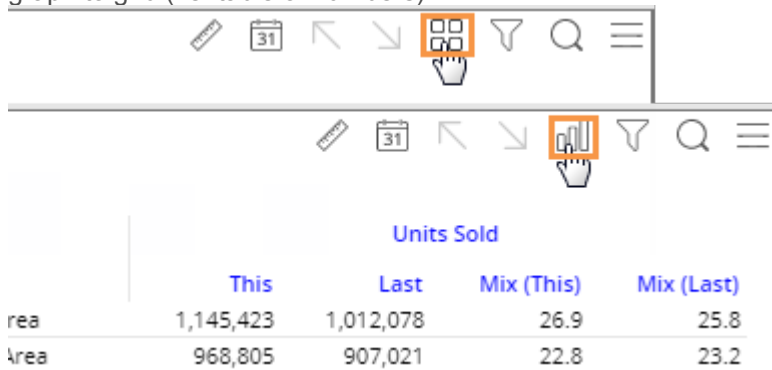 31
31
Units Sold
This Last Mix (This) Mix (Last)
rea 1,145,423 1,012,078 26.9 25.8
Area 968,805 907,021 22.8 23.2